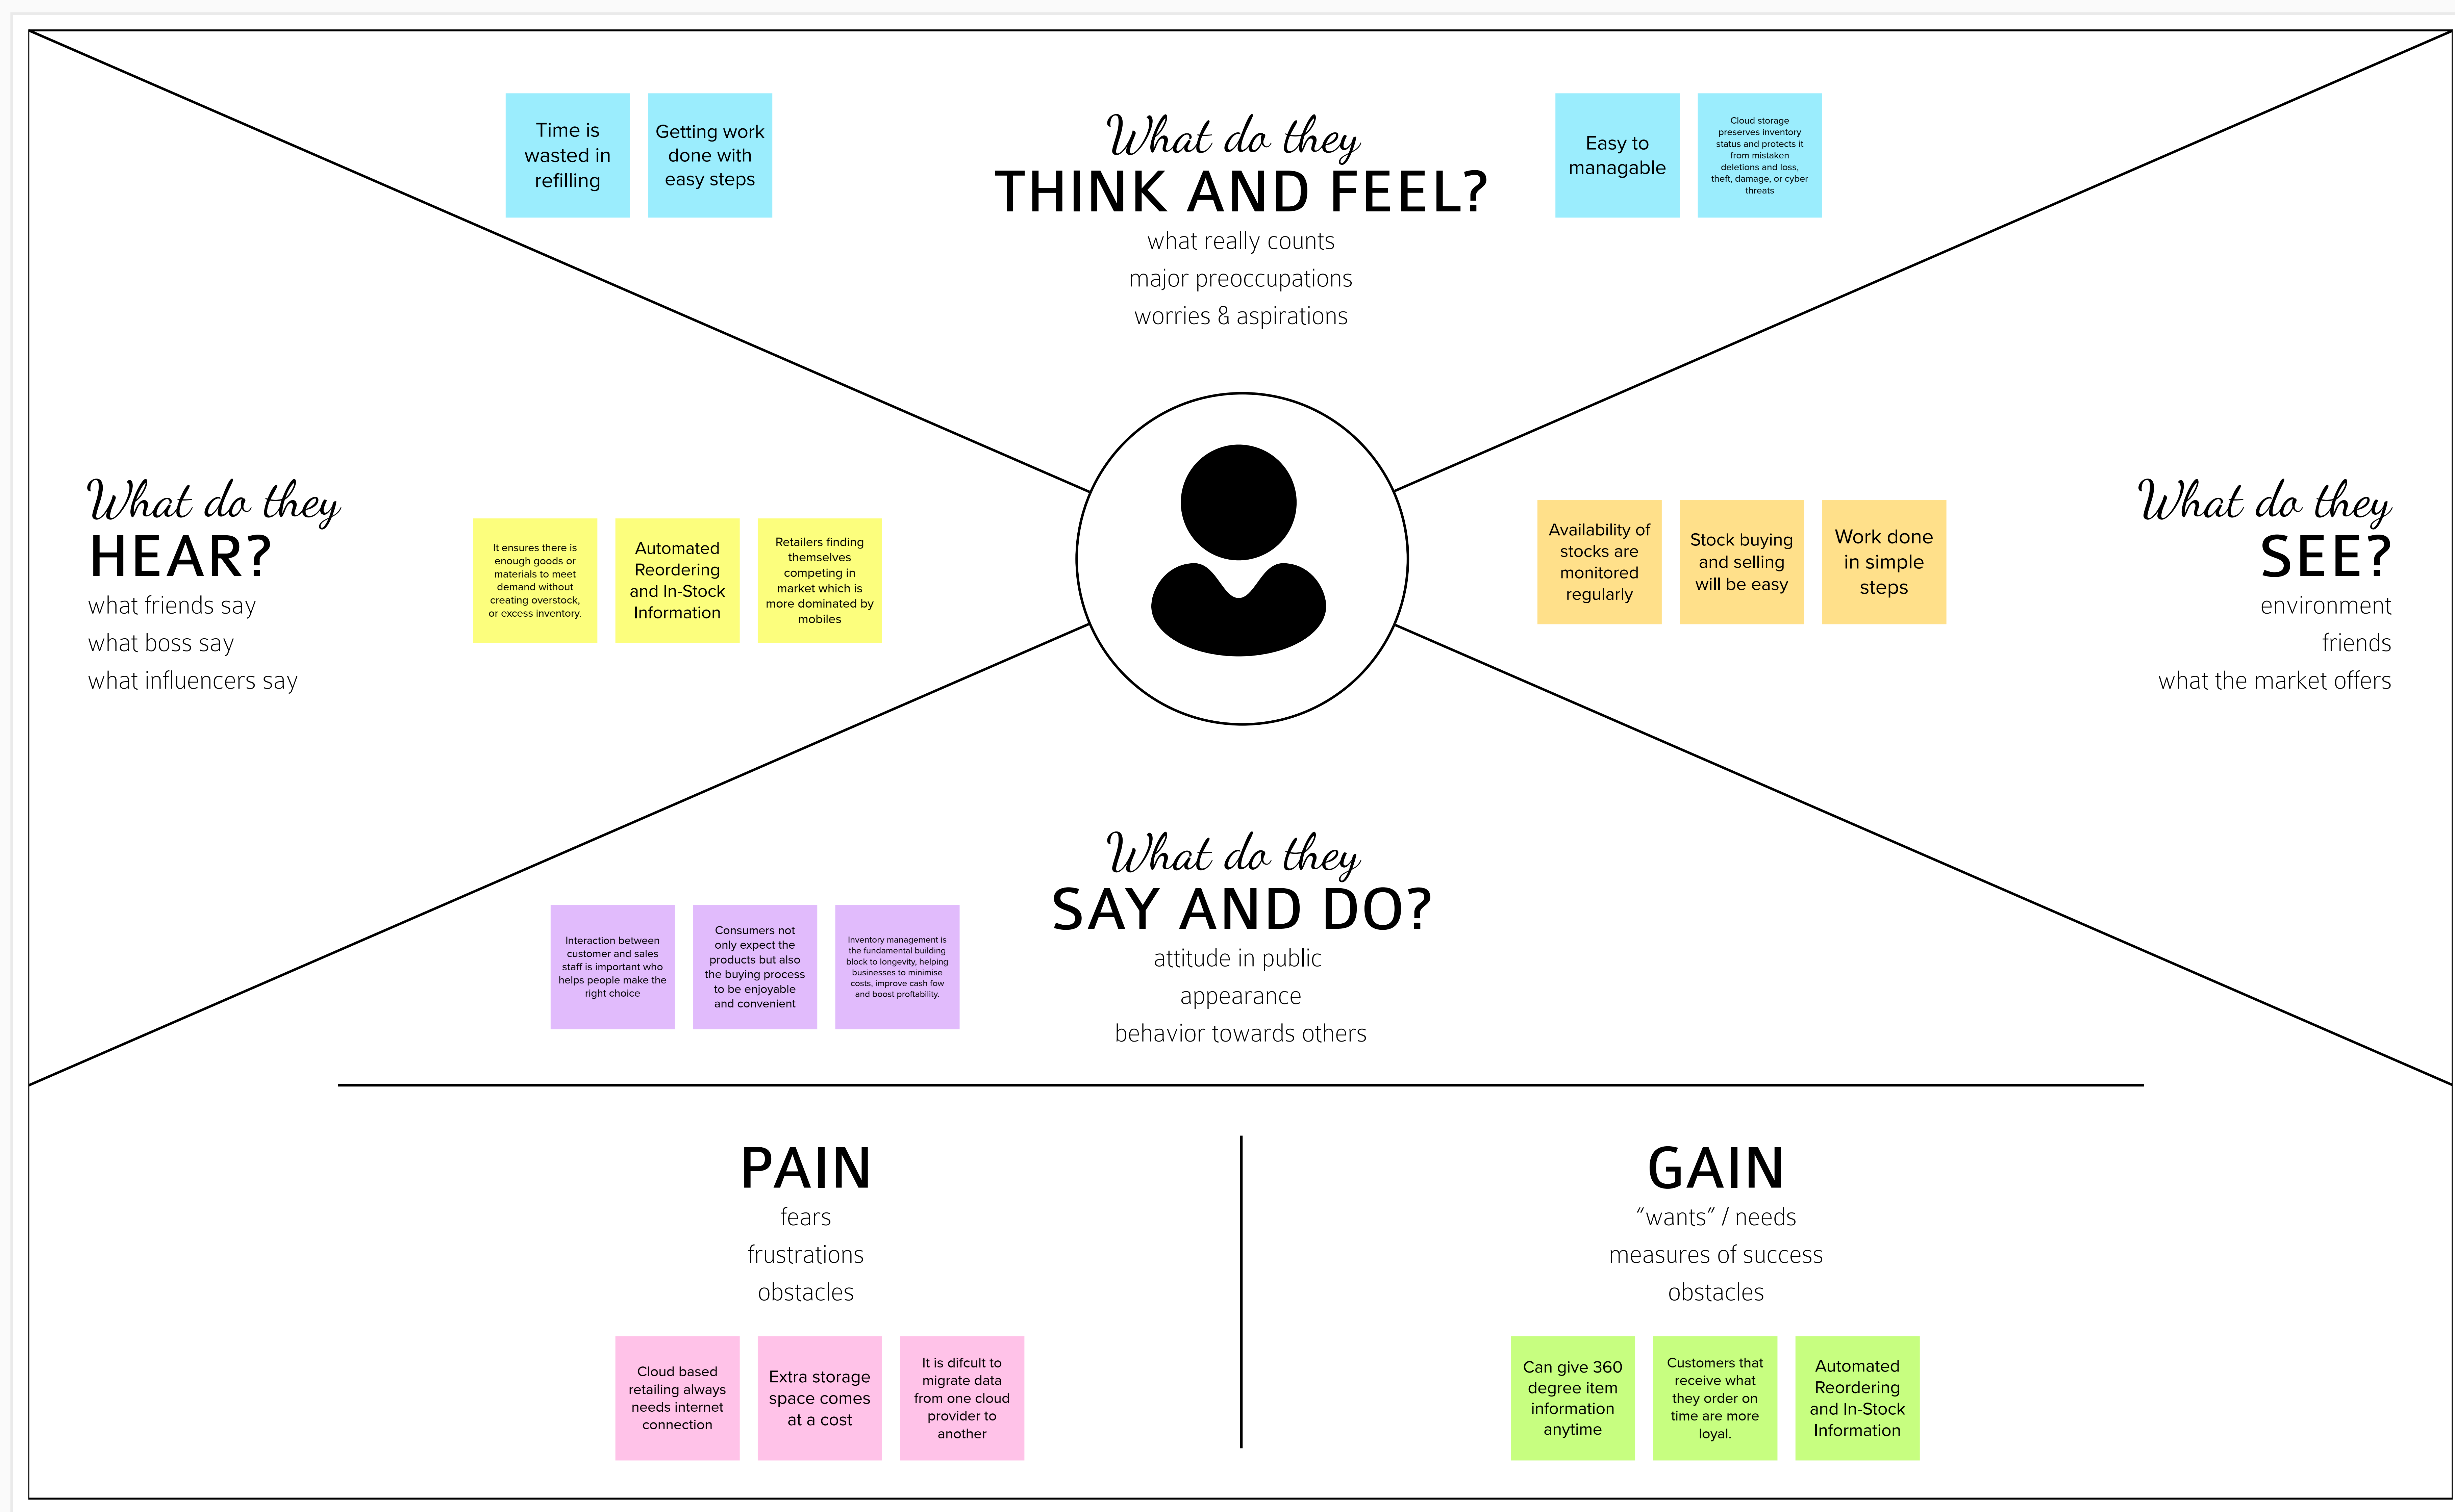 Time is
wasted in
refilling
Getting work
done with
easy steps
What do they
THINK AND FEEL?
what really counts
major preoccupations
worries & aspirations
Easy to
managable
Cloud storage
preserves inventory
status and protects it
from mistaken
deletions and loss,
theft, damage, or cyber
threats
What do they
HEAR?
what friends say
what boss say
what influencers say
It ensures there is
enough goods or
materials to meet
demand without
creating overstock,
or excess inventory.
Automated
Reordering
and In-Stock
Information
Retailers finding
themselves
competing in
market which is
more dominated by
mobiles
Availability of
stocks are
monitored
regularly
Stock buying
and selling
will be easy
Work done
in simple
steps
What do they
SEE?
environment
friends
what the market offers
What do they
SAY AND DO?
attitude in public
appearance
behavior towards others
Interaction between
customer and sales
staff is important who
helps people make the
right choice
Consumers not
only expect the
products but also
the buying process
to be enjoyable
and convenient
Inventory management is
the fundamental building
block to longevity, helping
businesses to minimise
costs, improve cash fow
and boost proftability.
PAIN
fears
frustrations
obstacles
Cloud based
retailing always
needs internet
connection
Extra storage
space comes
at a cost
It is difcult to
migrate data
from one cloud
provider to
another
GAIN
“wants” / needs
measures of success
obstacles
Can give 360
degree item
information
anytime
Customers that
receive what
they order on
time are more
loyal.
Automated
Reordering
and In-Stock
Information